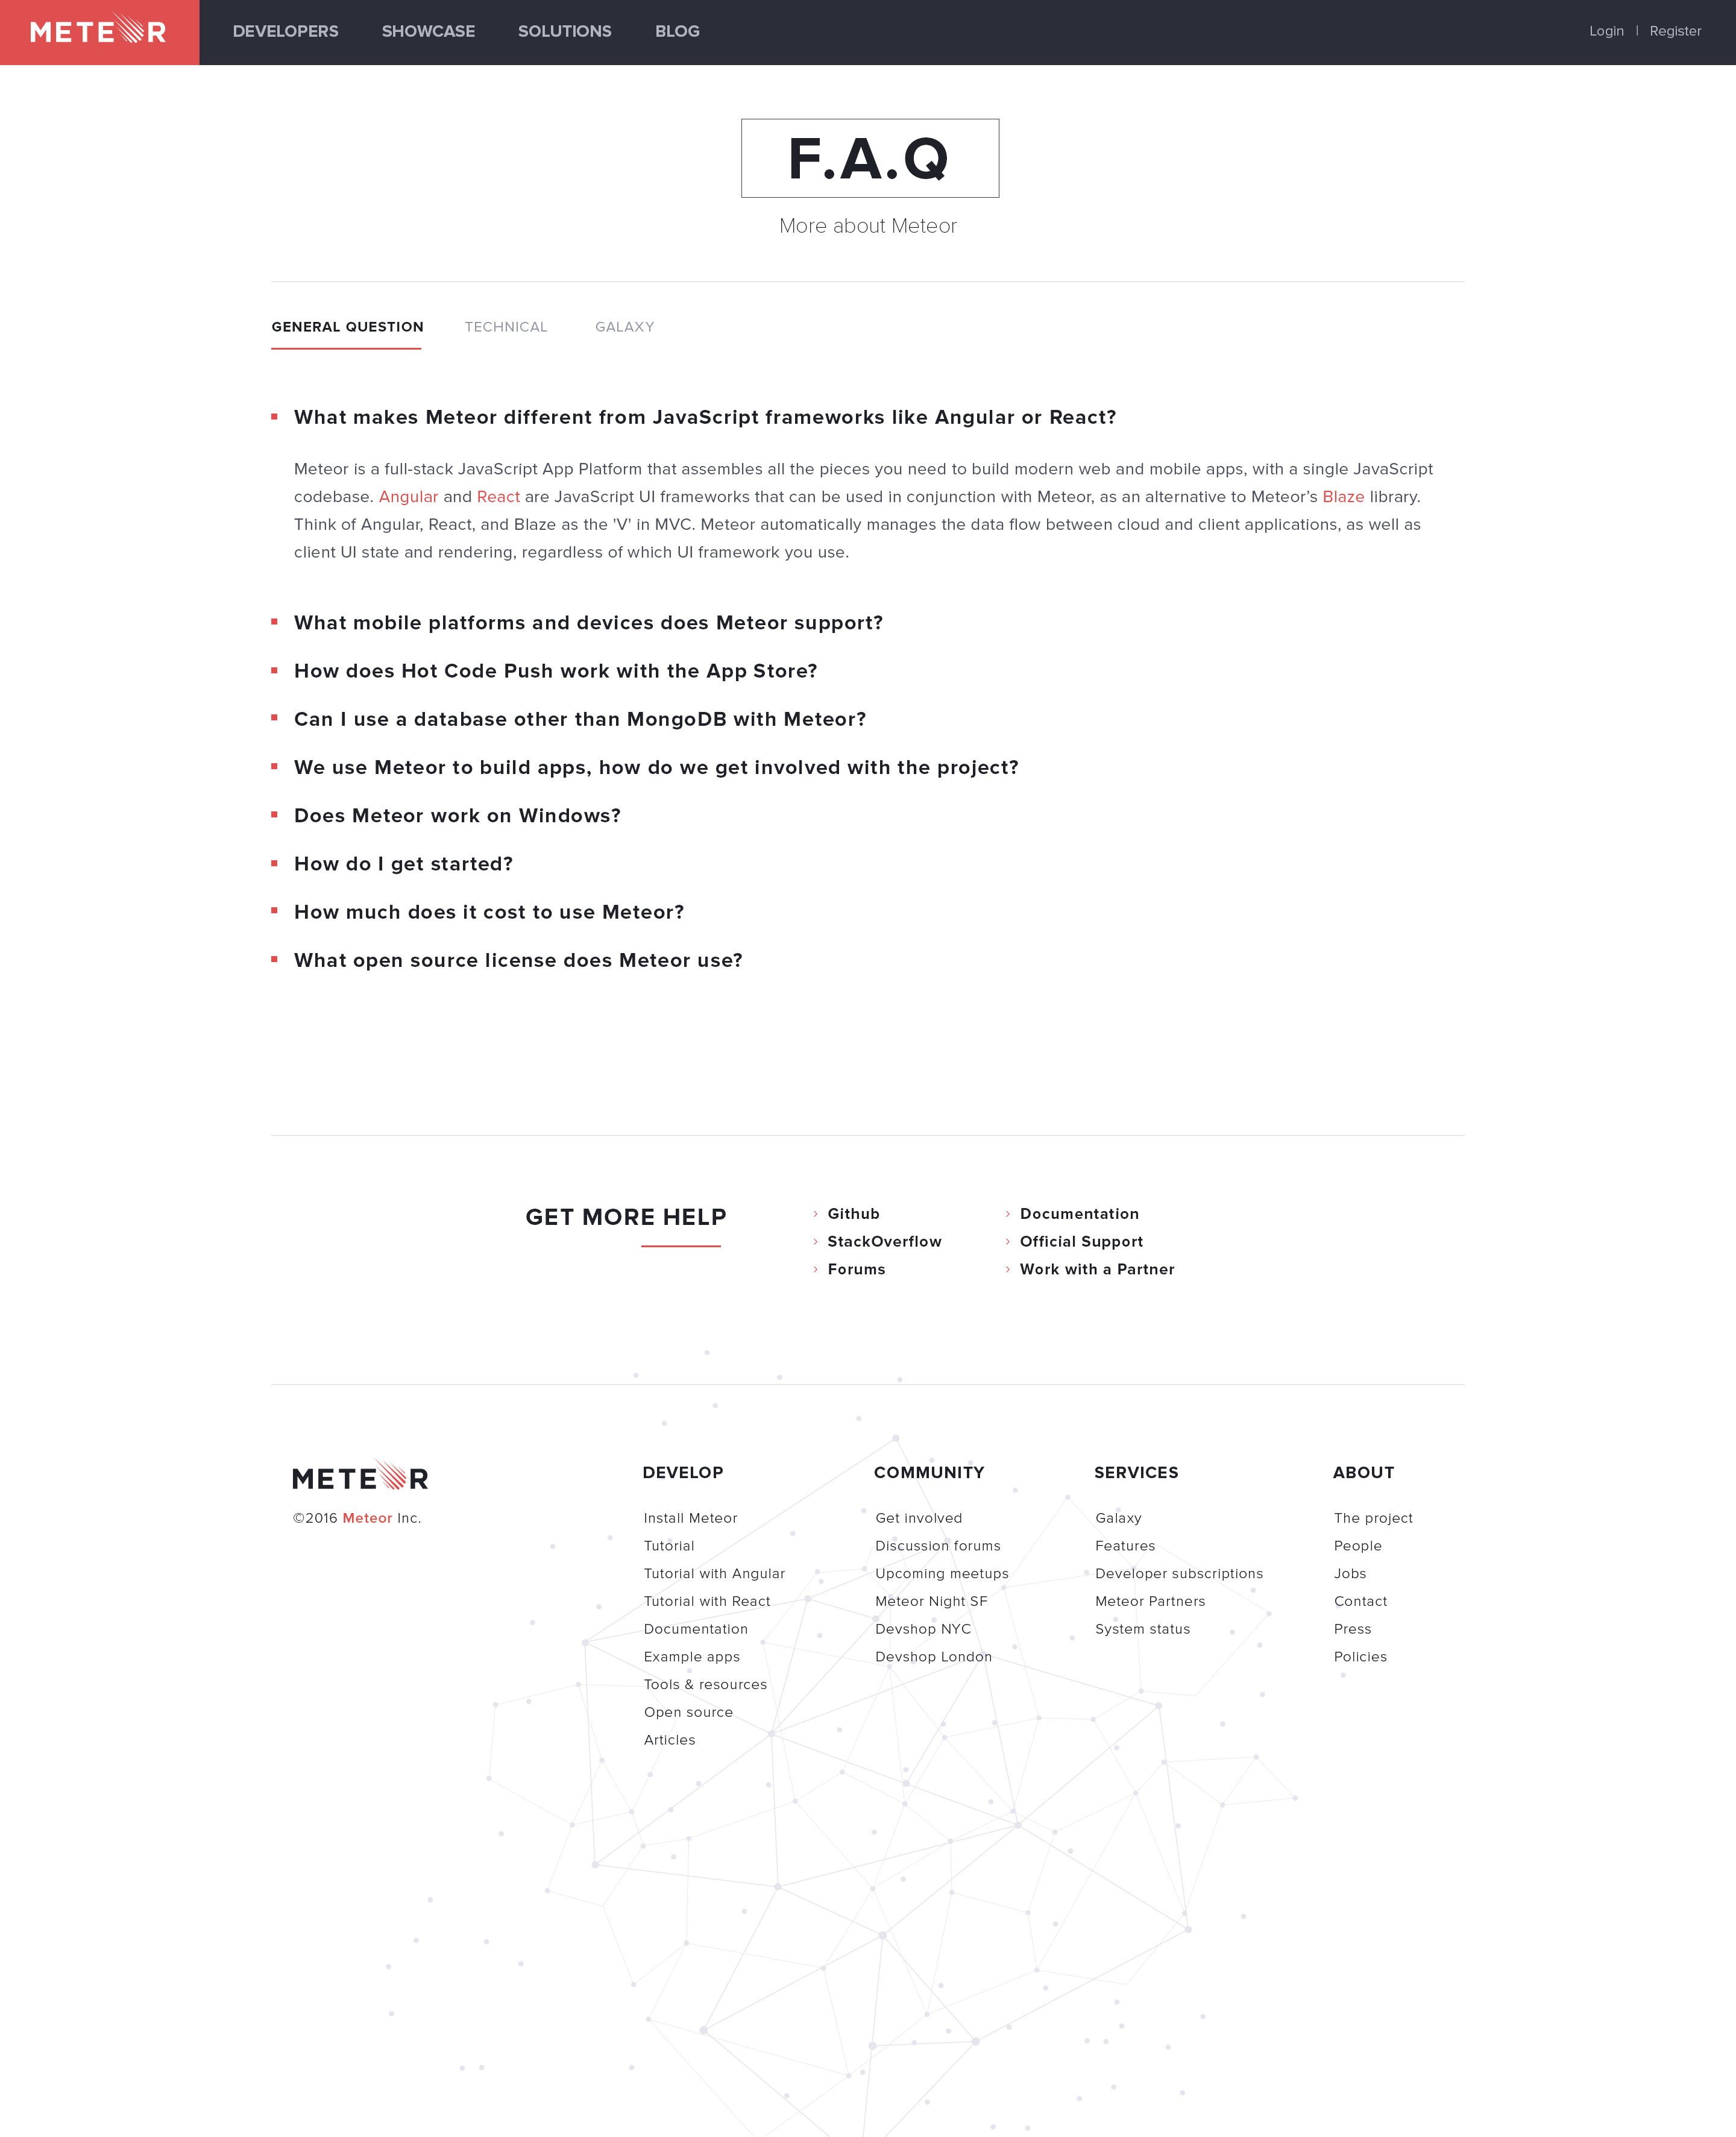 METEOR
DEVELOPERS SHOWCASE SOLUTIONS BLOG
Login | Register
F.A.Q
More about Meteor
GENERAL QUESTION TECHNICAL GALAXY
What makes Meteor different from JavaScript frameworks like Angular or React?
Meteor is a full-stack JavaScript App Platform that assembles all the pieces you need to build modern web and mobile apps, with a single JavaScript
codebase. Angular and React are JavaScript UI frameworks that can be used in conjunction with Meteor, as an alternative to Meteor’s Blaze library.
Think of Angular, React, and Blaze as the 'V' in MVC. Meteor automatically manages the data flow between cloud and client applications, as well as
client UI state and rendering, regardless of which UI framework you use.
What mobile platforms and devices does Meteor support?
How does Hot Code Push work with the App Store?
Can I use a database other than MongoDB with Meteor?
We use Meteor to build apps, how do we get involved with the project?
Does Meteor work on Windows?
How do I get started?
How much does it cost to use Meteor?
What open source license does Meteor use?
GET MORE HELP
Github
StackOverflow
Forums
Documentation
Official Support
Work with a Partner
METEOR
©2016 Meteor Inc.
DEVELOP
Install Meteor
Tutorial
Tutorial with Angular
Tutorial with React
Documentation
Example apps
Tools & resources
Open source
Articles
COMMUNITY
Get involved
Discussion forums
Upcoming meetups
Meteor Night SF
Devshop NYC
Devshop London
SERVICES
Galaxy
Features
Developer subscriptions
Meteor Partners
System status
ABOUT
The project
People
Jobs
Contact
Press
Policies